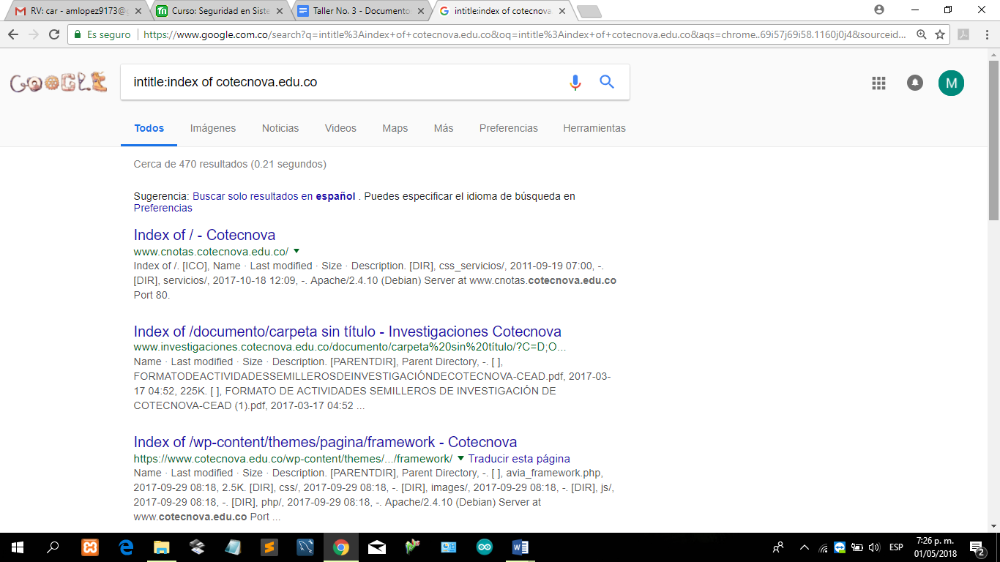 RV: car - amlopez9173@g
Curso: Seguridad en Siste
Taller No. 3 - Documento
intitle:index of cotecnova
Es seguro
https://www.google.com.co/search?q=intitle%3Aindex+of+cotecnova.edu.co&oq=intitle%3Aindex+of+cotecnova.edu.co&aqs=chrome..69i57j69i58.1160j0j4&sourceid...
GOOGLE
intitle:index of cotecnova.edu.co
M
Todos Imágenes Noticias Videos Maps Más Preferencias Herramientas
Cerca de 470 resultados (0.21 segundos)
Sugerencia: Buscar solo resultados en español . Puedes especificar el idioma de búsqueda en
Preferencias
Index of / - Cotecnova
www.cnotas.cotecnova.edu.co/
Index of /. [ICO], Name · Last modified · Size · Description. [DIR], css_servicios/, 2011-09-19 07:00, -.
[DIR], servicios/, 2017-10-18 12:09, -. Apache/2.4.10 (Debian) Server at www.cnotas.cotecnova.edu.co
Port 80.
Index of /documento/carpeta sin título - Investigaciones Cotecnova
www.investigaciones.cotecnova.edu.co/documento/carpeta%20sin%20título/?C=D;O...
Name · Last modified · Size · Description. [PARENTDIR], Parent Directory, -. [ ],
FORMATODEACTIVIDADESSEMILLEROSDEINVESTIGACIÓNDECOTECNOVA-CEAD.pdf, 2017-03-
17 04:52, 225K. [ ], FORMATO DE ACTIVIDADES SEMILLEROS DE INVESTIGACIÓN DE
COTECNOVA-CEAD (1).pdf, 2017-03-17 04:52 ...
Index of /wp-content/themes/pagina/framework - Cotecnova
https://www.cotecnova.edu.co/wp-content/themes/.../framework/ Traducir esta página
Name · Last modified · Size · Description. [PARENTDIR], Parent Directory, -. [ ], avia_framework.php,
2017-09-29 08:18, 2.5K. [DIR], css/, 2017-09-29 08:18, -. [DIR], images/, 2017-09-29 08:18, -. [DIR], js/,
2017-09-29 08:18, -. [DIR], php/, 2017-09-29 08:18, -. Apache/2.4.10 (Debian) Server at
www.cotecnova.edu.co Port ...
ESP
7:26 p. m.
01/05/2018
2